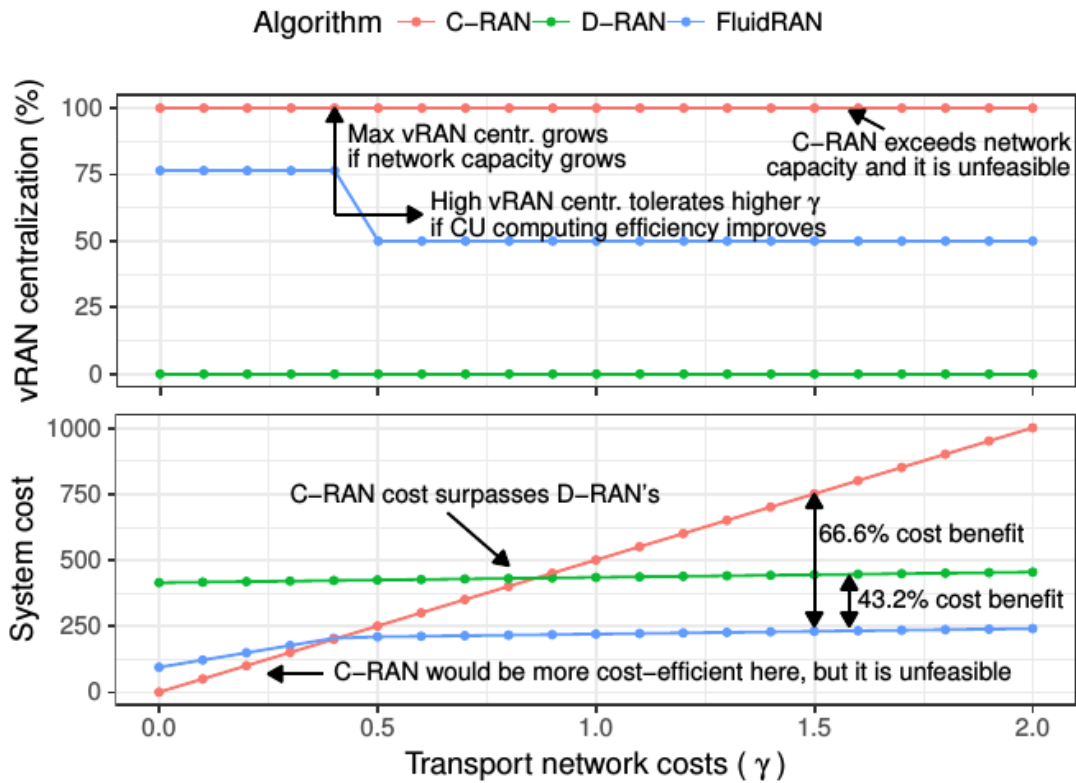 Algorithm C−RAN D−RAN FluidRAN
vRAN centralization (%)
100
75
50
25
0
Max vRAN centr. grows
if network capacity grows
C−RAN exceeds network
capacity and it is unfeasible
High vRAN centr. tolerates higher γ
if CU computing efficiency improves
System cost
1000
750
500
250
0
C−RAN cost surpasses D−RAN's
66.6% cost benefit
43.2% cost benefit
C−RAN would be more cost−efficient here, but it is unfeasible
0.0 0.5 1.0 1.5 2.0
Transport network costs ( γ )